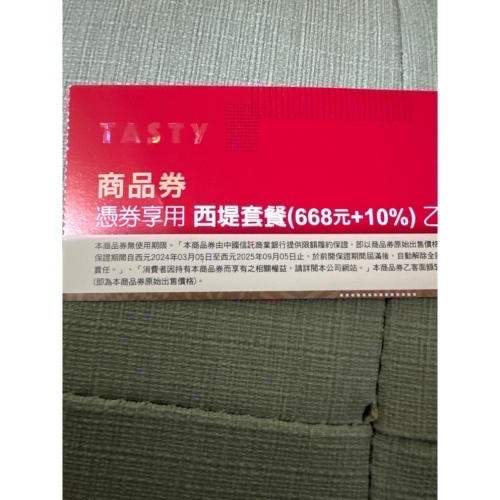 TASTY
商品券
憑券享用 西堤套餐(668元+10%) 乙
本商品券無使用期限。「本商品券由中國信託商業銀行提供限額履約保證，即以商品券原始出售價格
保證期間自西元2024年03月05日至西元2025年09月05日止，於前開保證期間屆滿後，自動解除全
責任。」、「消費者因持有本商品券而享有之相關權益，請詳閱本公司網站。」本商品券乙客面額
(即為本商品券原始出售價格)。